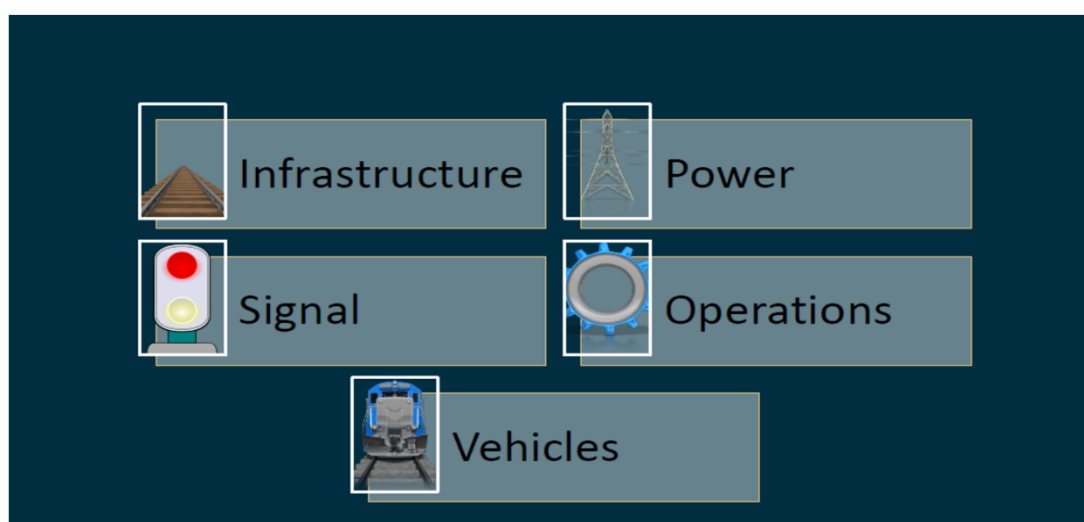 Infrastructure
Power
Signal
Operations
Vehicles